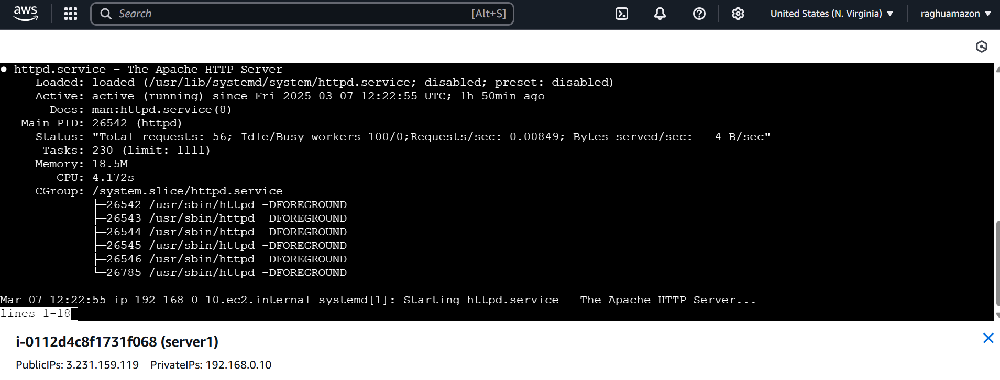 aws Search [Alt+S] United States (N. Virginia) ▼ raghuamazon ▼
● httpd.service - The Apache HTTP Server
Loaded: loaded (/usr/lib/systemd/system/httpd.service; disabled; preset: disabled)
Active: active (running) since Fri 2025-03-07 12:22:55 UTC; 1h 50min ago
Docs: man:httpd.service(8)
Main PID: 26542 (httpd)
Status: "Total requests: 56; Idle/Busy workers 100/0;Requests/sec: 0.00849; Bytes served/sec:   4 B/sec"
Tasks: 230 (limit: 1111)
Memory: 18.5M
CPU: 4.172s
CGroup: /system.slice/httpd.service
├─26542 /usr/sbin/httpd -DFOREGROUND
├─26543 /usr/sbin/httpd -DFOREGROUND
├─26544 /usr/sbin/httpd -DFOREGROUND
├─26545 /usr/sbin/httpd -DFOREGROUND
├─26546 /usr/sbin/httpd -DFOREGROUND
└─26785 /usr/sbin/httpd -DFOREGROUND
Mar 07 12:22:55 ip-192-168-0-10.ec2.internal systemd[1]: Starting httpd.service - The Apache HTTP Server...
lines 1-18
i-0112d4c8f1731f068 (server1)
PublicIPs: 3.231.159.119 PrivateIPs: 192.168.0.10